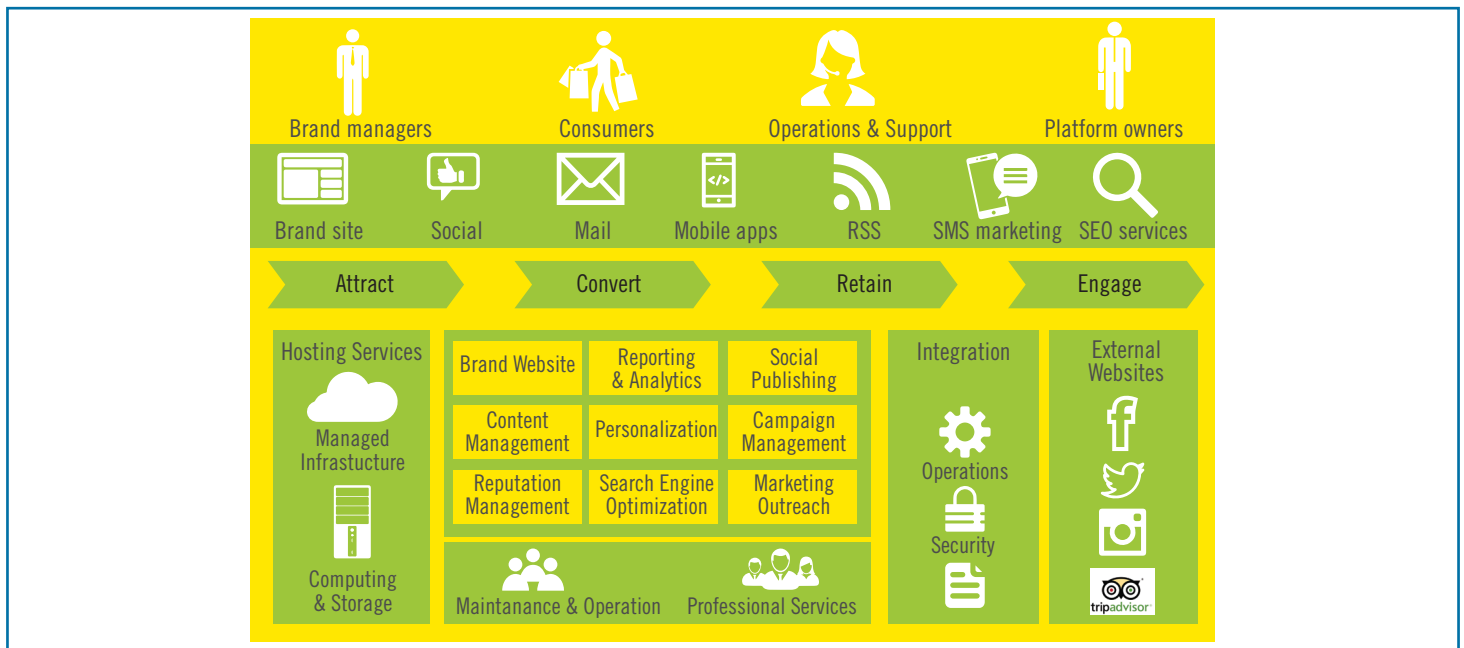 Brand managers
Consumers
Operations & Support
Platform owners
Brand site
Social
Mail
</>
Mobile apps
RSS
SMS marketing
SEO services
Attract
Convert
Retain
Engage
Hosting Services
Managed
Infrastucture
Computing
& Storage
Brand Website
Reporting
& Analytics
Social
Publishing
Content
Management
Personalization
Campaign
Management
Reputation
Management
Search Engine
Optimization
Marketing
Outreach
Maintanance & Operation
Professional Services
Integration
Operations
Security
External
Websites
f
tripadvisor